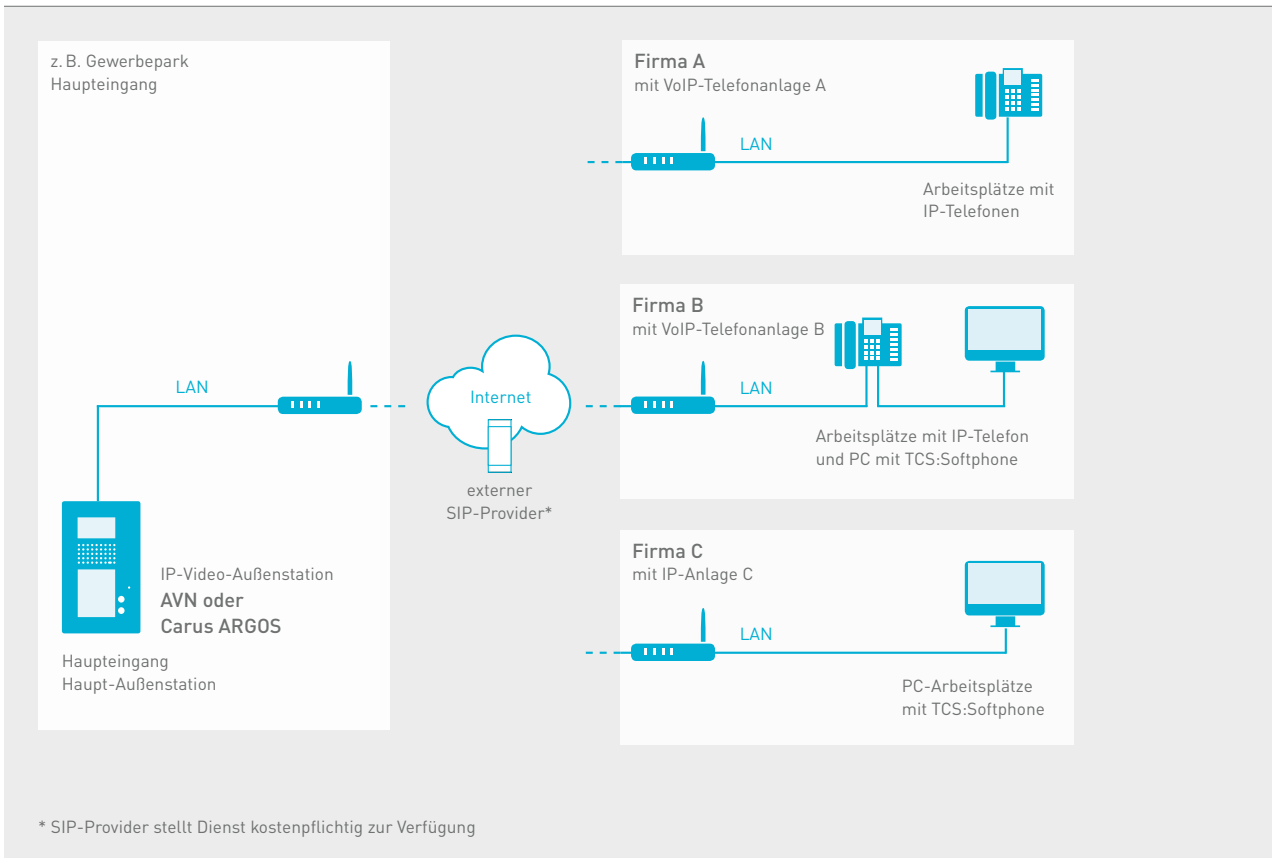 z. B. Gewerbepark
Haupteingang
LAN
IP-Video-Außenstation
AVN oder
Carus ARGOS
Haupteingang
Haupt-Außenstation
Internet
externer
SIP-Provider*
Firma A
mit VoIP-Telefonanlage A
LAN
Arbeitsplätze mit
IP-Telefonen
Firma B
mit VoIP-Telefonanlage B
LAN
Arbeitsplätze mit IP-Telefon
und PC mit TCS:Softphone
Firma C
mit IP-Anlage C
LAN
PC-Arbeitsplätze
mit TCS:Softphone
* SIP-Provider stellt Dienst kostenpflichtig zur Verfügung